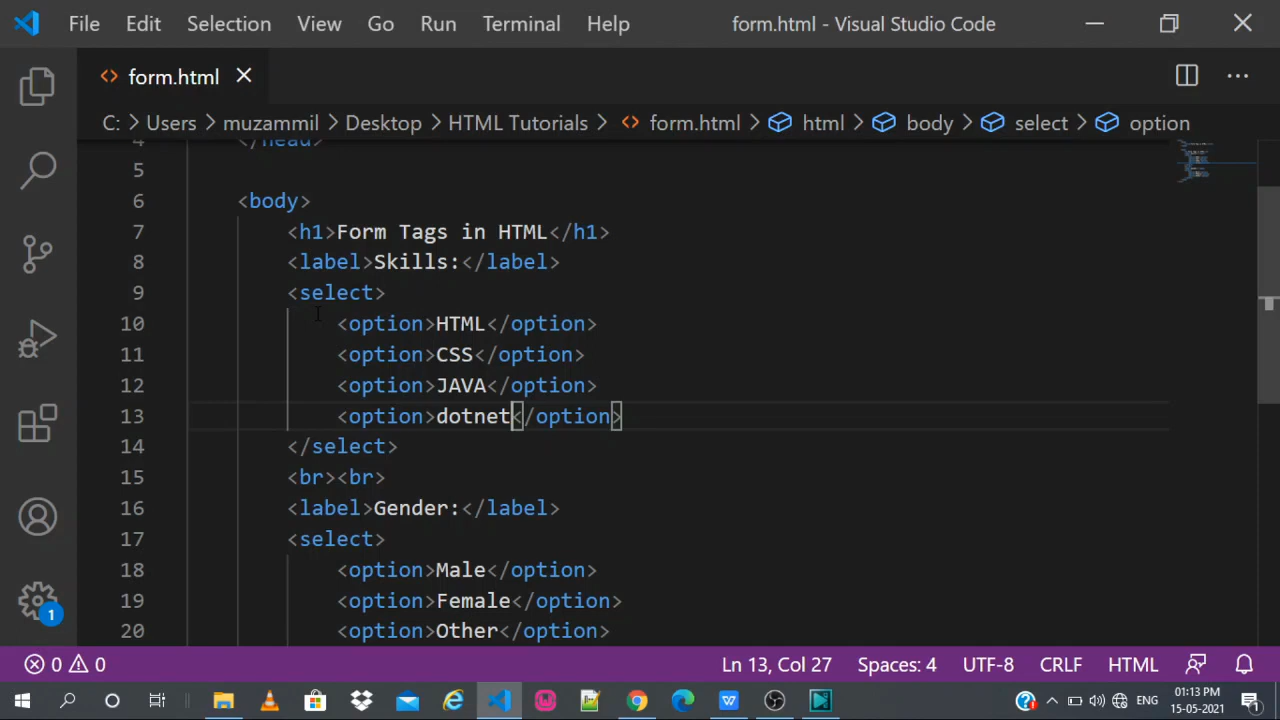 File Edit Selection View Go Run Terminal Help form.html - Visual Studio Code
form.html
C: > Users > muzammil > Desktop > HTML Tutorials > form.html > html > body > select > option
4 </head>
5
6 <body>
7 <h1>Form Tags in HTML</h1>
8 <label>Skills:</label>
9 <select>
10 <option>HTML</option>
11 <option>CSS</option>
12 <option>JAVA</option>
13 <option>dotnet</option>
14 </select>
15 <br><br>
16 <label>Gender:</label>
17 <select>
18 <option>Male</option>
19 <option>Female</option>
20 <option>Other</option>
1
0 0 Ln 13, Col 27 Spaces: 4 UTF-8 CRLF HTML
ENG 01:13 PM
15-05-2021
1